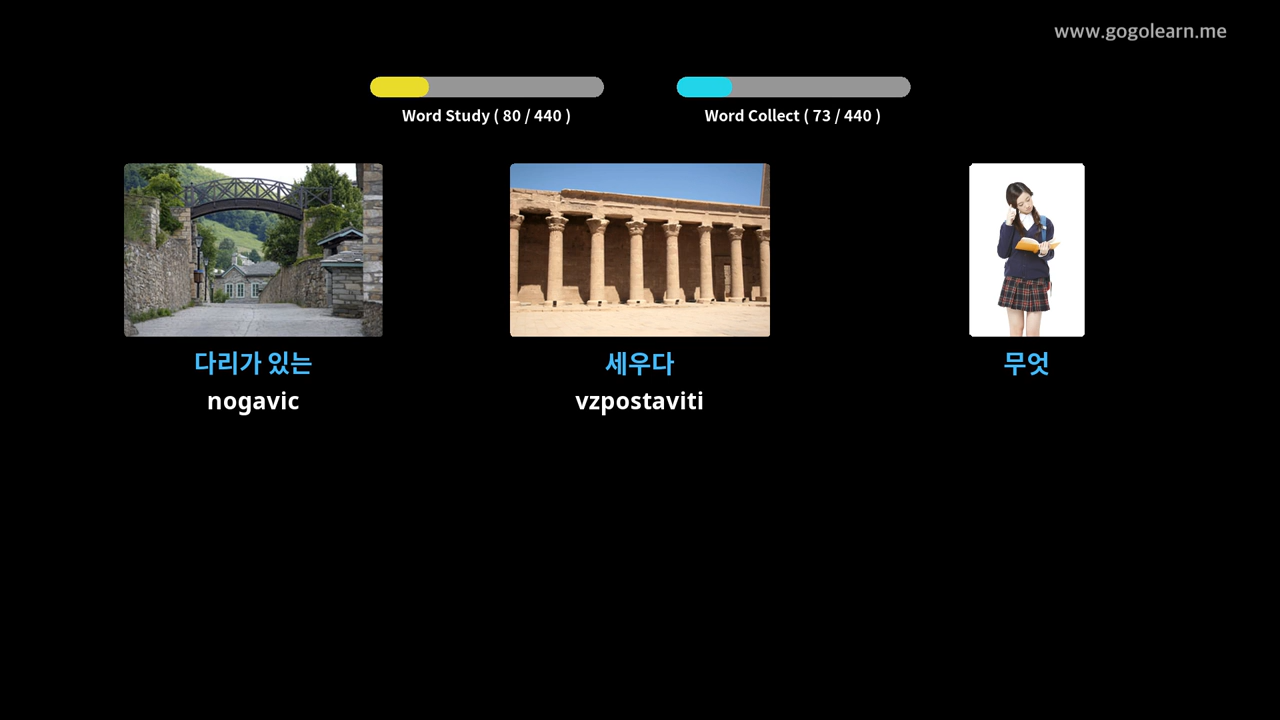 www.gogolearn.me
Word Study ( 80 / 440 )
Word Collect ( 73 / 440 )
다리가 있는
nogavic
세우다
vzpostaviti
무엇